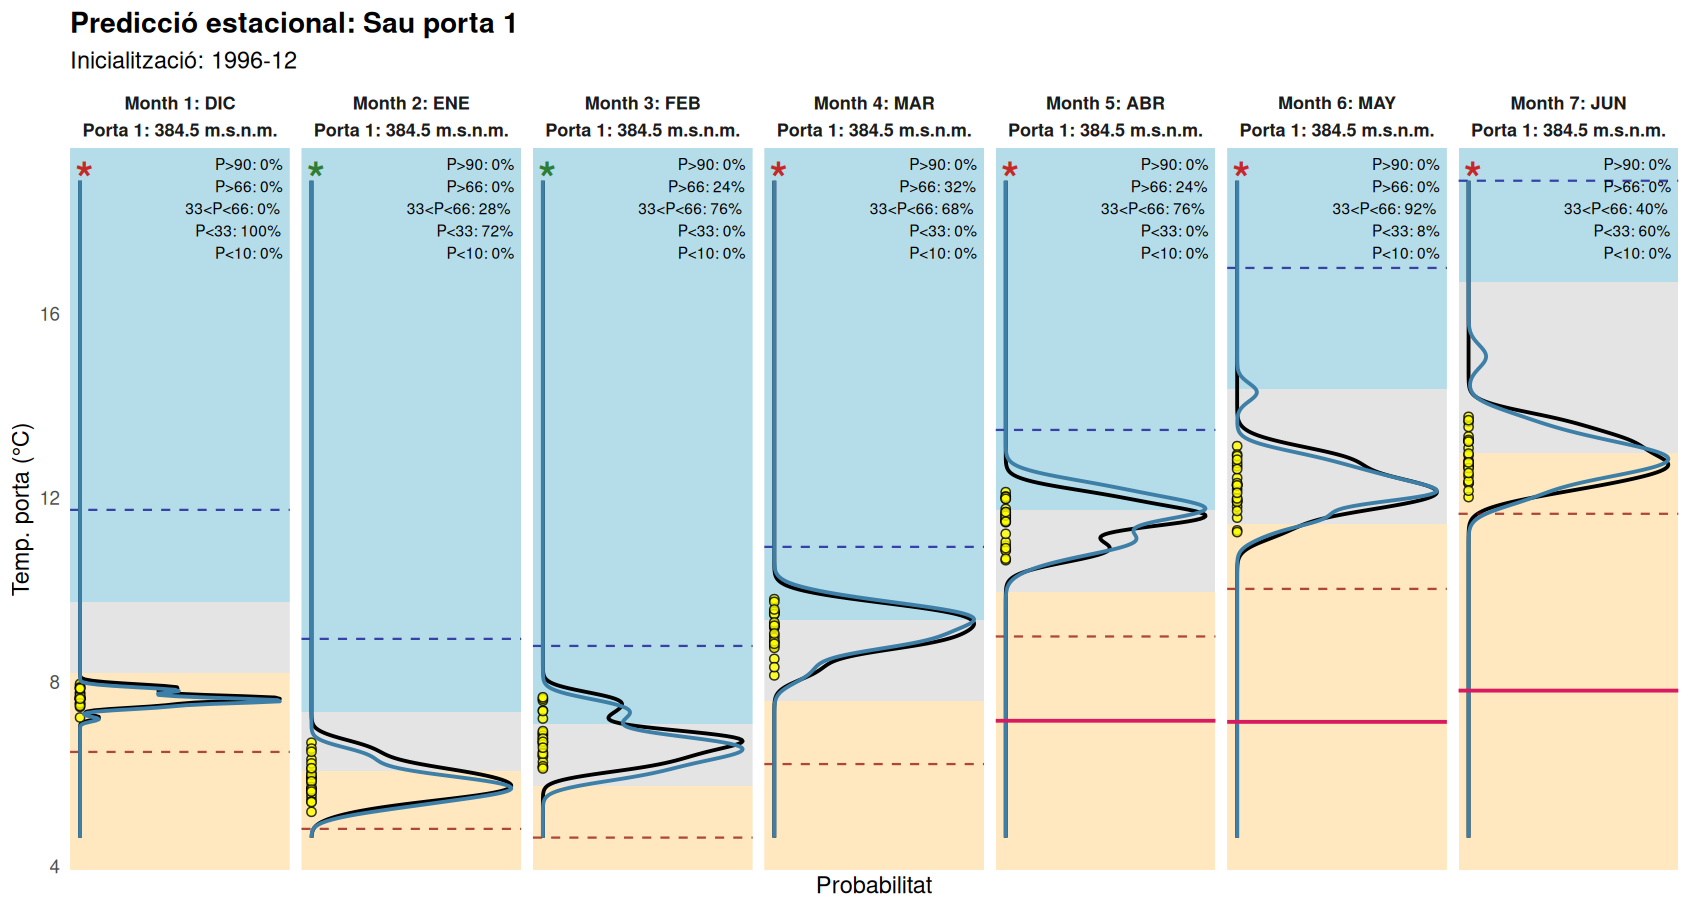 Predicció estacional: Sau porta 1
Inicialització: 1996-12
Month 1: DIC
Porta 1: 384.5 m.s.n.m.
Month 2: ENE
Porta 1: 384.5 m.s.n.m.
Month 3: FEB
Porta 1: 384.5 m.s.n.m.
Month 4: MAR
Porta 1: 384.5 m.s.n.m.
Month 5: ABR
Porta 1: 384.5 m.s.n.m.
Month 6: MAY
Porta 1: 384.5 m.s.n.m.
Month 7: JUN
Porta 1: 384.5 m.s.n.m.
*
P>90: 0%
P>66: 0%
33<P<66: 0%
P<33: 100%
P<10: 0%
*
P>90: 0%
P>66: 0%
33<P<66: 28%
P<33: 72%
P<10: 0%
*
P>90: 0%
P>66: 24%
33<P<66: 76%
P<33: 0%
P<10: 0%
*
P>90: 0%
P>66: 32%
33<P<66: 68%
P<33: 0%
P<10: 0%
*
P>90: 0%
P>66: 24%
33<P<66: 76%
P<33: 0%
P<10: 0%
*
P>90: 0%
P>66: 0%
33<P<66: 92%
P<33: 8%
P<10: 0%
*
P>90: 0%
P>66: 0%
33<P<66: 40%
P<33: 60%
P<10: 0%
Temp. porta (°C)
16
12
8
4
Probabilitat